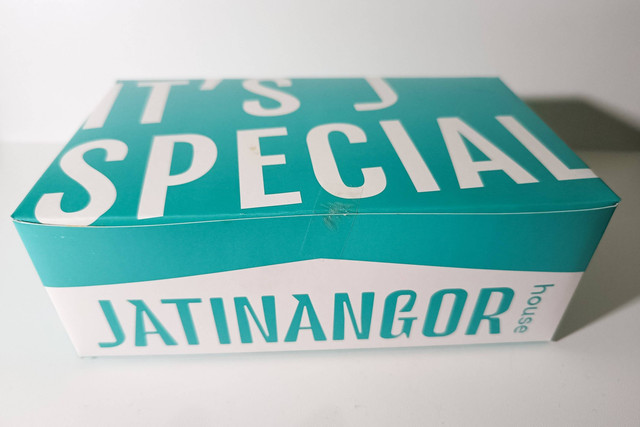 IT'S J
SPECIAL
JATINANGOR
house